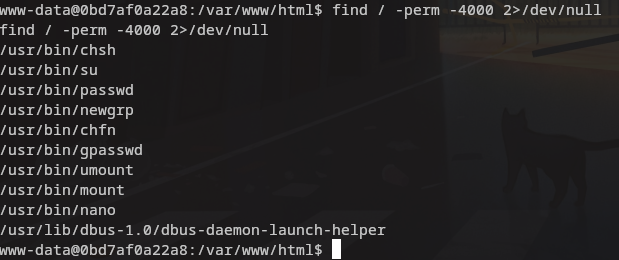 www-data@0bd7af0a22a8:/var/www/html$ find / -perm -4000 2>/dev/null
find / -perm -4000 2>/dev/null
/usr/bin/chsh
/usr/bin/su
/usr/bin/passwd
/usr/bin/newgrp
/usr/bin/chfn
/usr/bin/gpasswd
/usr/bin/umount
/usr/bin/mount
/usr/bin/nano
/usr/lib/dbus-1.0/dbus-daemon-launch-helper
www-data@0bd7af0a22a8:/var/www/html$